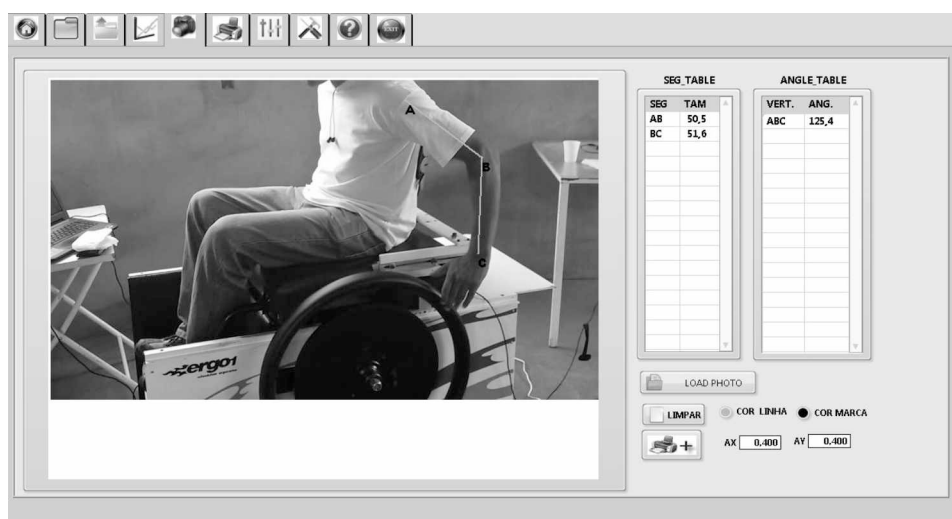 EXIT
SEG_TABLE
SEG TAM
AB 50,5
BC 51,6
ANGLE_TABLE
VERT. ANG.
ABC 125,4
A
B
C
ergo1
LOAD PHOTO
LIMPAR
COR LINHA
COR MARCA
AX 0,400
AY 0,400